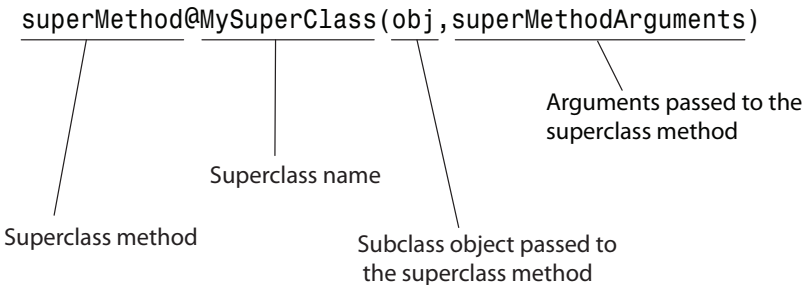 superMethod@MySuperClass(obj,superMethodArguments)
Arguments passed to the
superclass method
Superclass name
Superclass method
Subclass object passed to
the superclass method